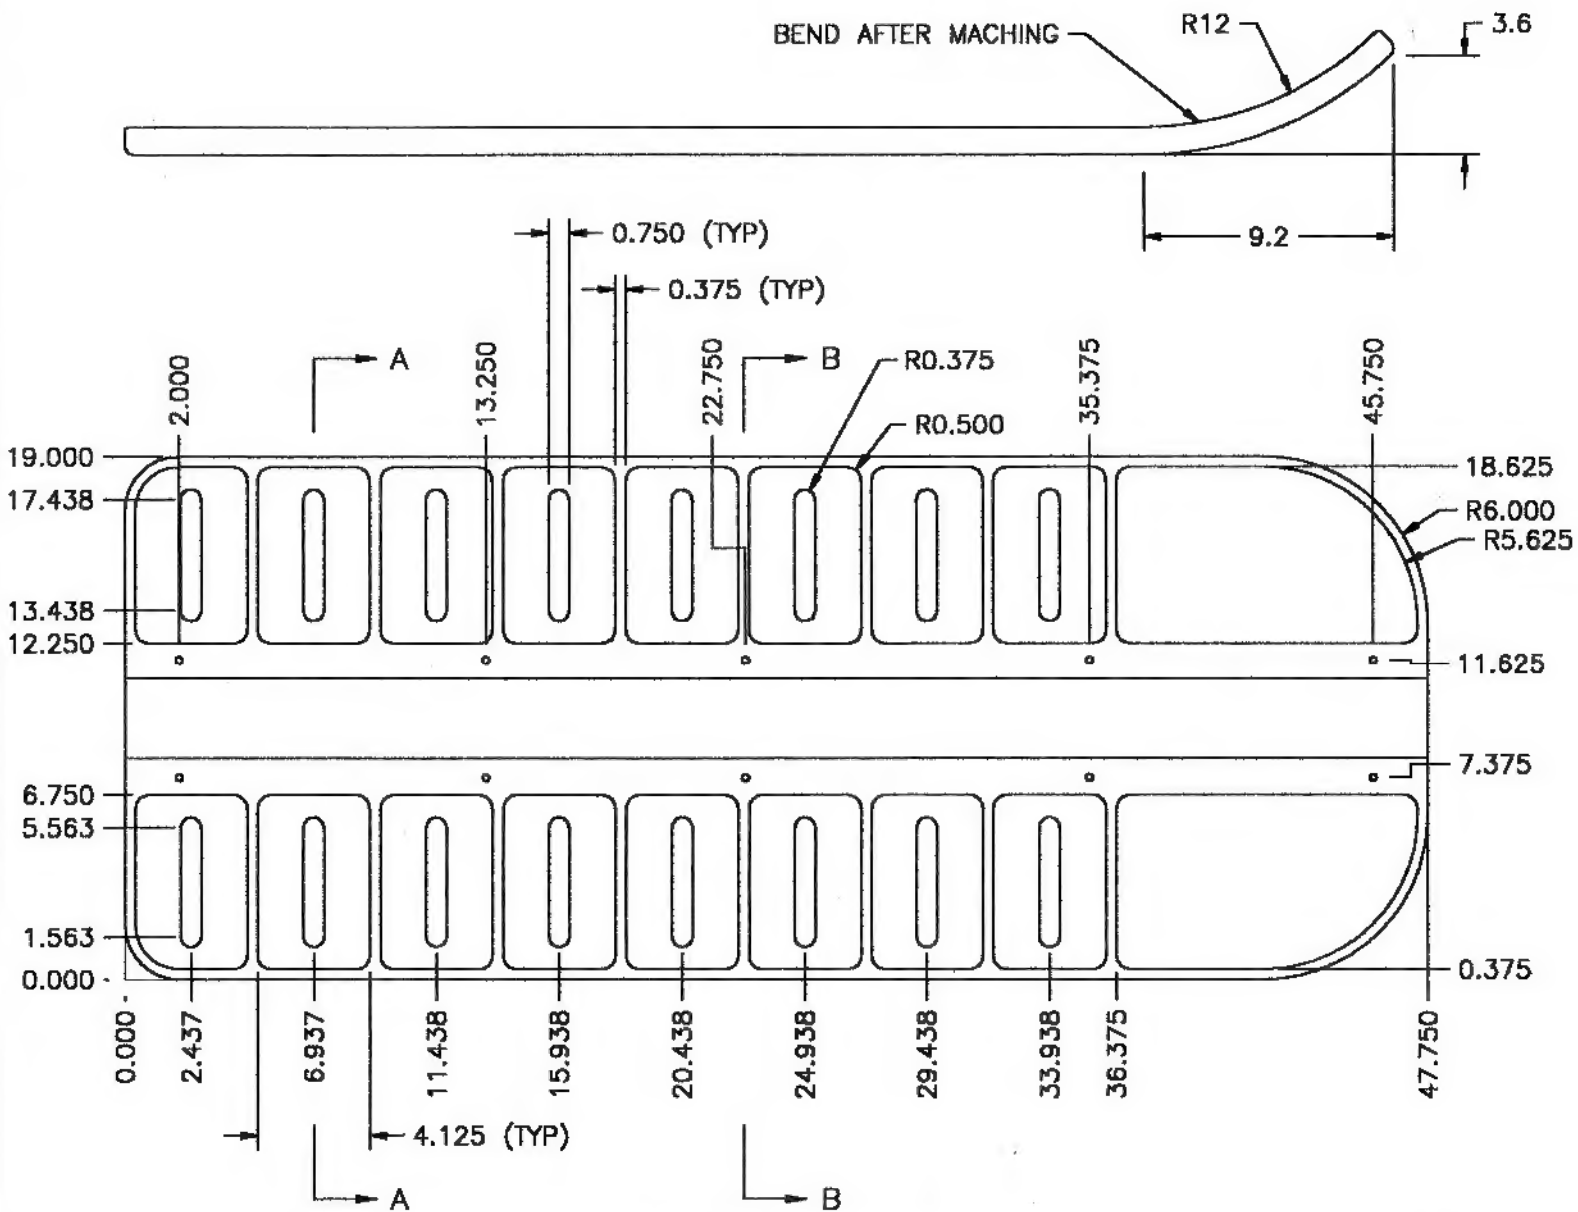 BEND AFTER MACHING
R12
3.6
9.2
0.750 (TYP)
0.375 (TYP)
A
B
2.000
13.250
22.750
35.375
45.750
R0.375
R0.500
19.000
18.625
17.438
R6.000
R5.625
13.438
12.250
11.625
7.375
6.750
5.563
1.563
0.000
0.375
0.000
2.437
6.937
11.438
15.938
20.438
24.938
29.438
33.938
36.375
47.750
4.125 (TYP)
A
B